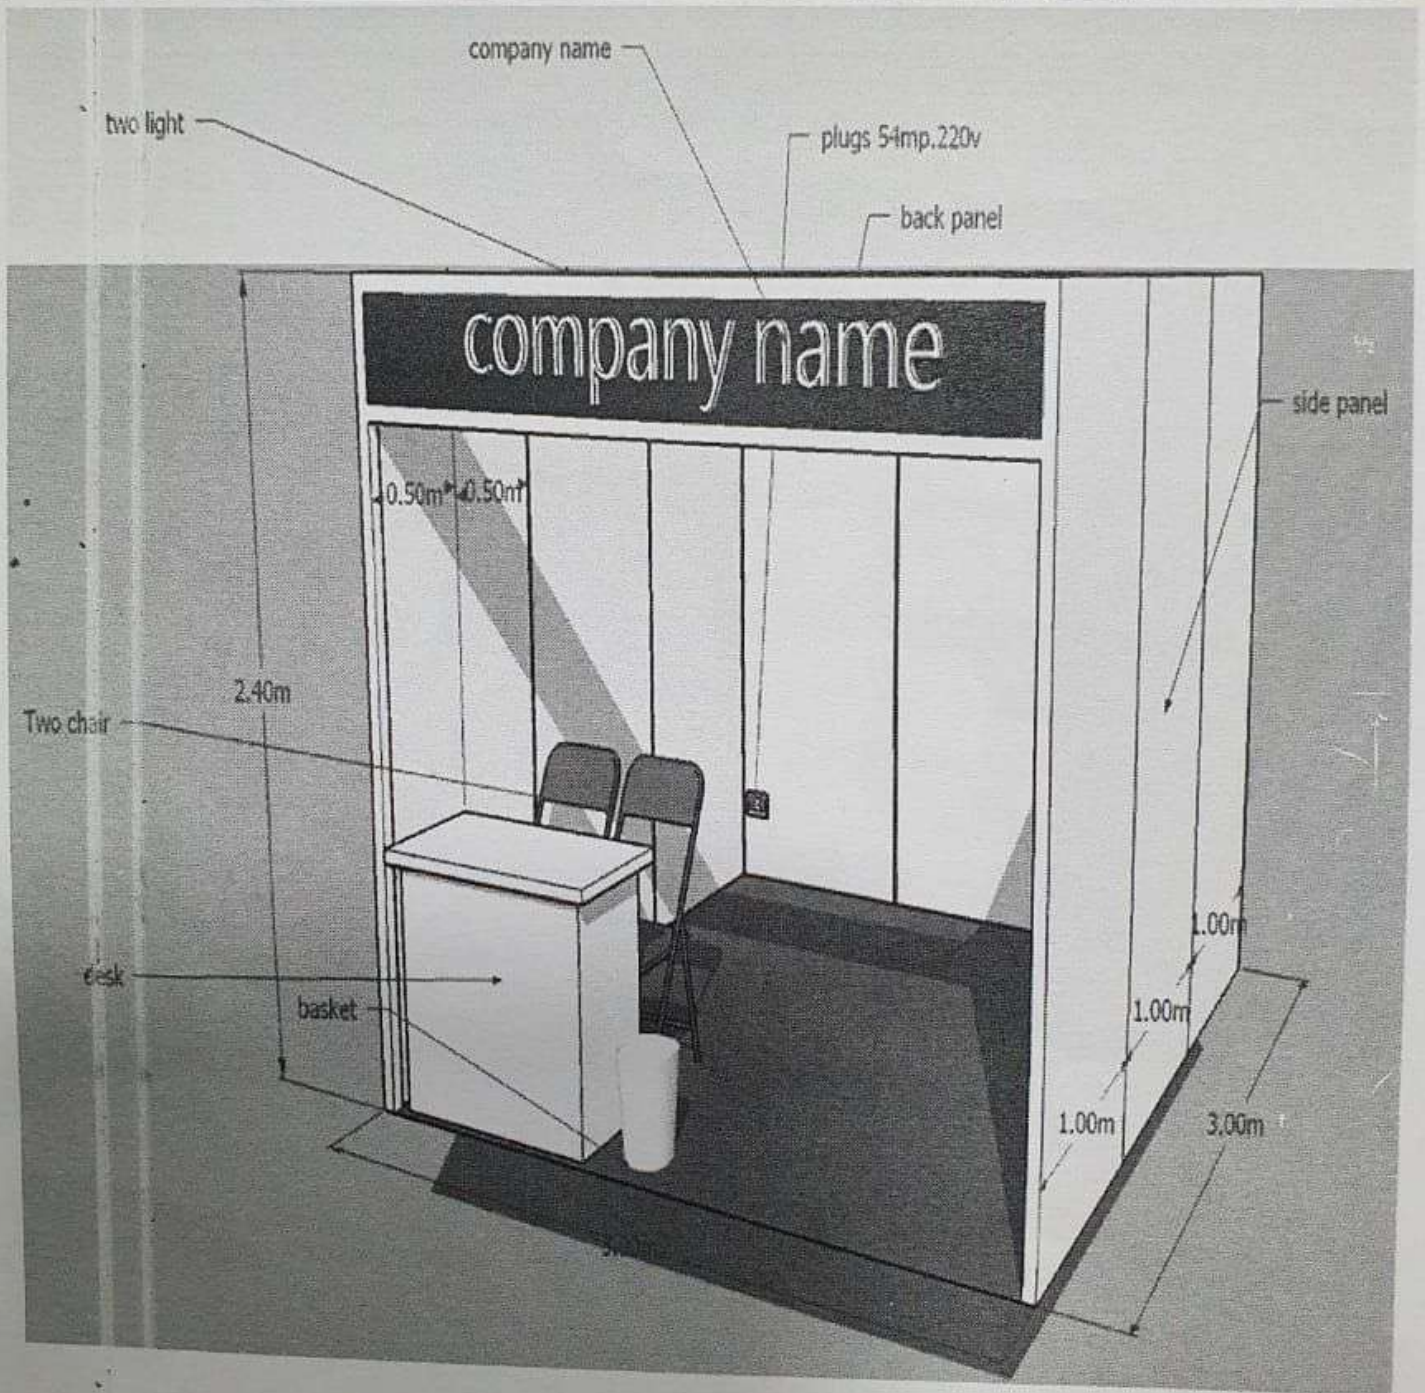 company name
two light
plugs 54mp.220v
back panel
company name
side panel
0.50m
0.50m
2.40m
Two chair
desk
basket
1.00m
1.00m
1.00m
3.00m